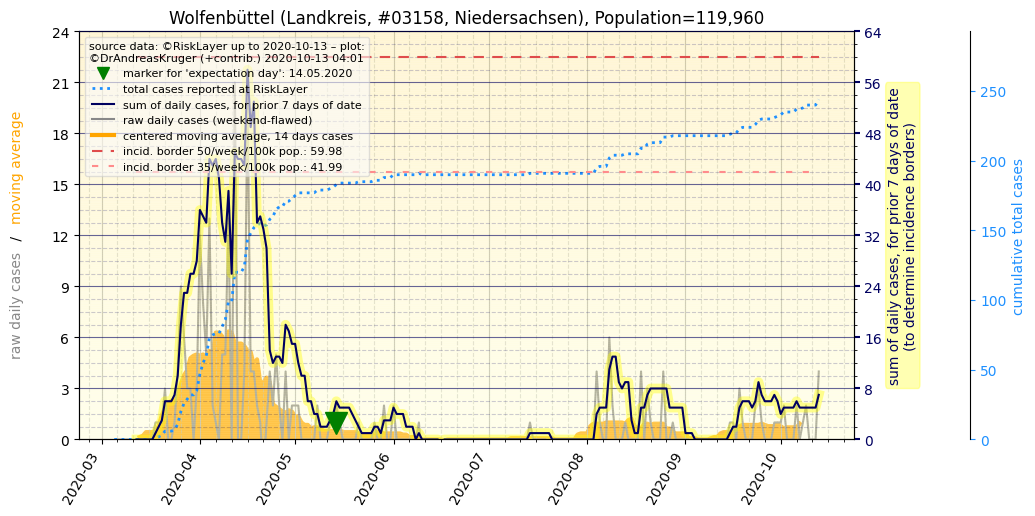 Wolfenbüttel (Landkreis, #03158, Niedersachsen), Population=119,960
source data: ©RiskLayer up to 2020-10-13 – plot:
©DrAndreasKruger (+contrib.) 2020-10-13 04:01
marker for 'expectation day': 14.05.2020
total cases reported at RiskLayer
sum of daily cases, for prior 7 days of date
raw daily cases (weekend-flawed)
centered moving average, 14 days cases
incid. border 50/week/100k pop.: 59.98
incid. border 35/week/100k pop.: 41.99
raw daily cases / moving average
24
21
18
15
12
9
6
3
0
64
56
48
40
32
24
16
8
0
sum of daily cases, for prior 7 days of date
(to determine incidence borders)
250
200
150
100
50
0
cumulative total cases
2020-03
2020-04
2020-05
2020-06
2020-07
2020-08
2020-09
2020-10